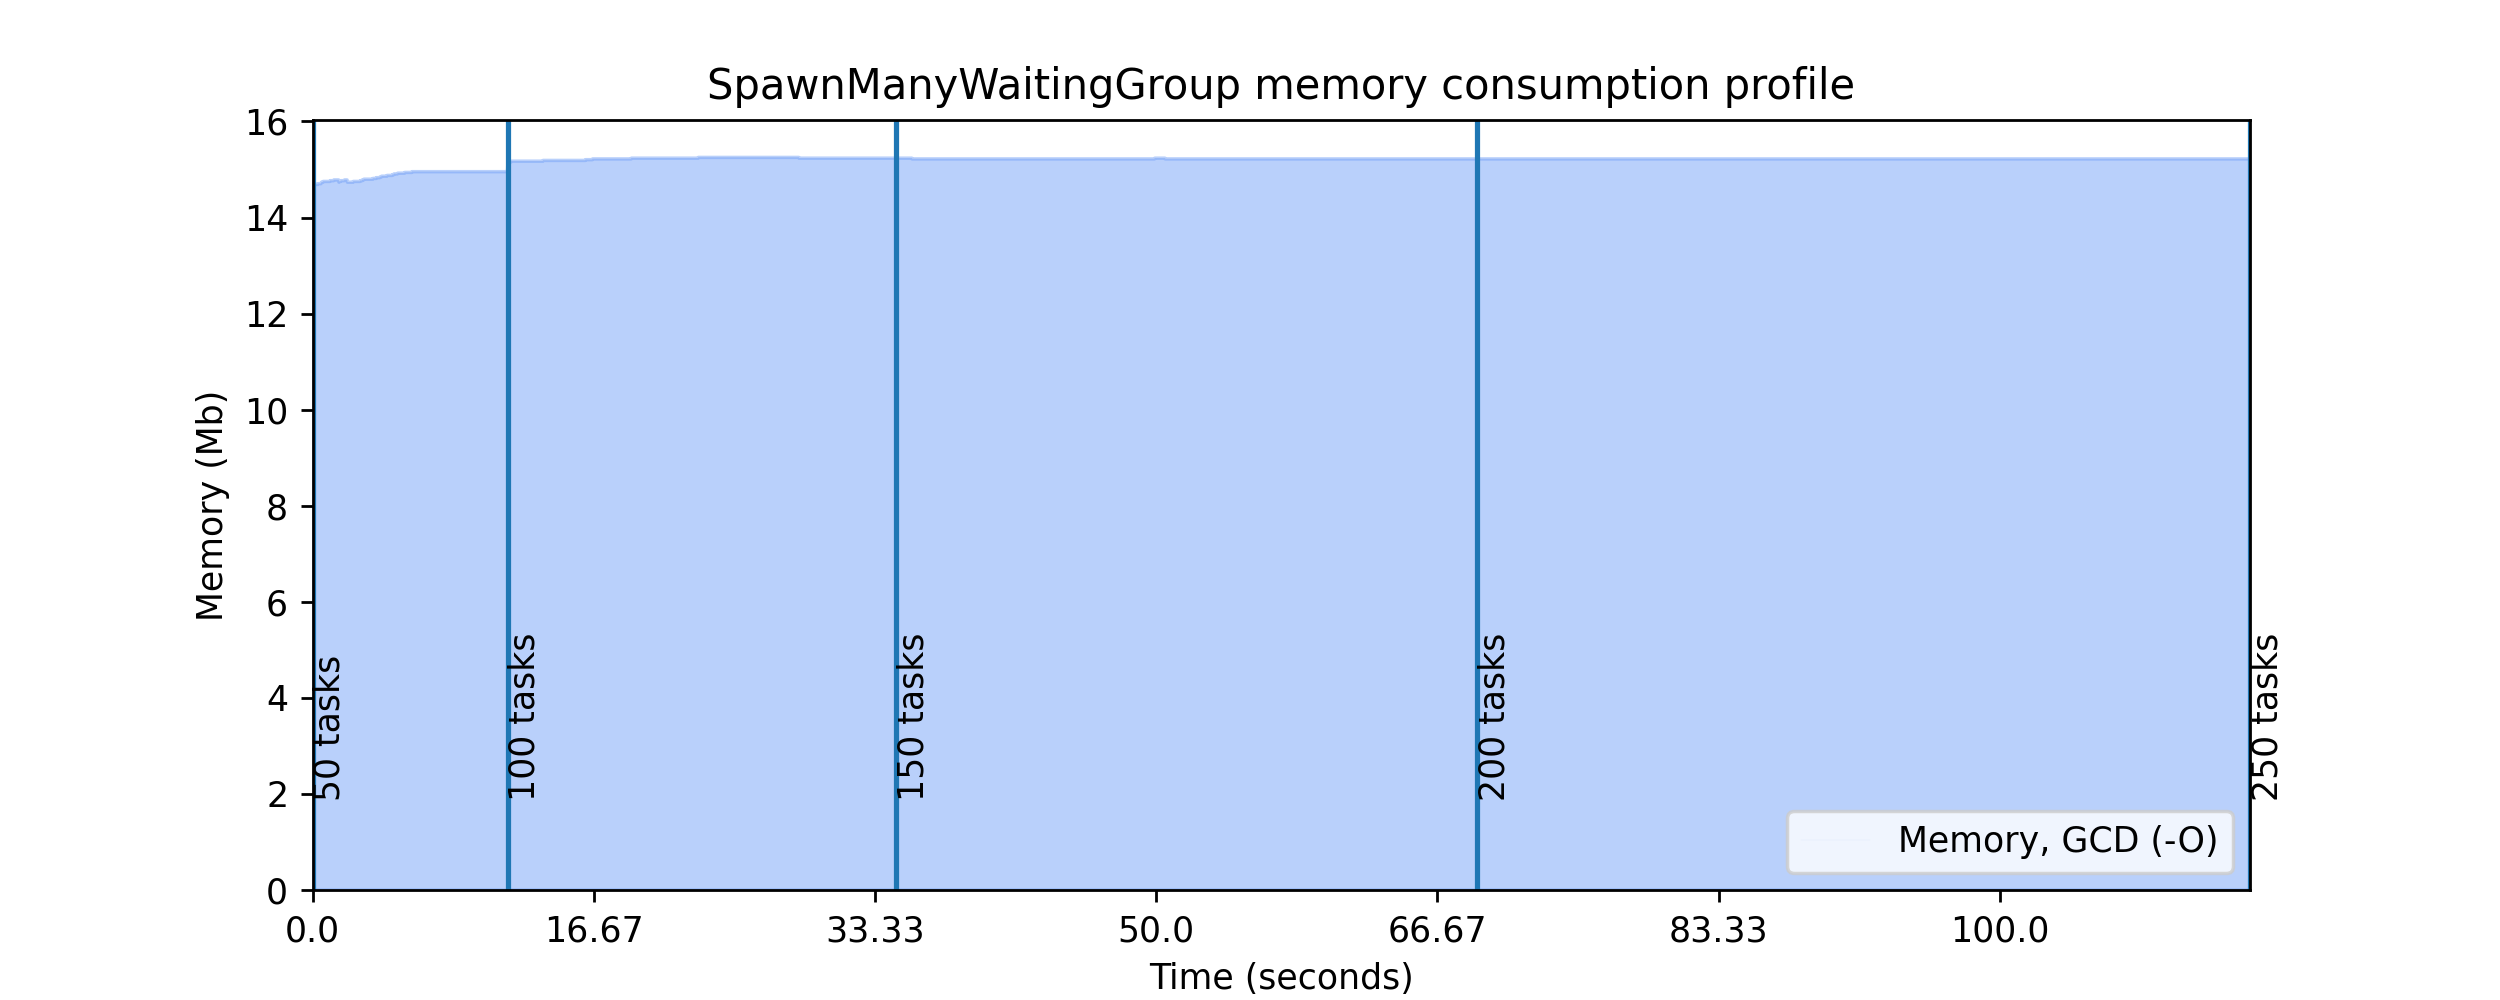 SpawnManyWaitingGroup memory consumption profile
16
14
12
10
8
6
4
2
0
Memory (Mb)
50 tasks
100 tasks
150 tasks
200 tasks
250 tasks
Memory, GCD (-O)
0.0
16.67
33.33
50.0
66.67
83.33
100.0
Time (seconds)